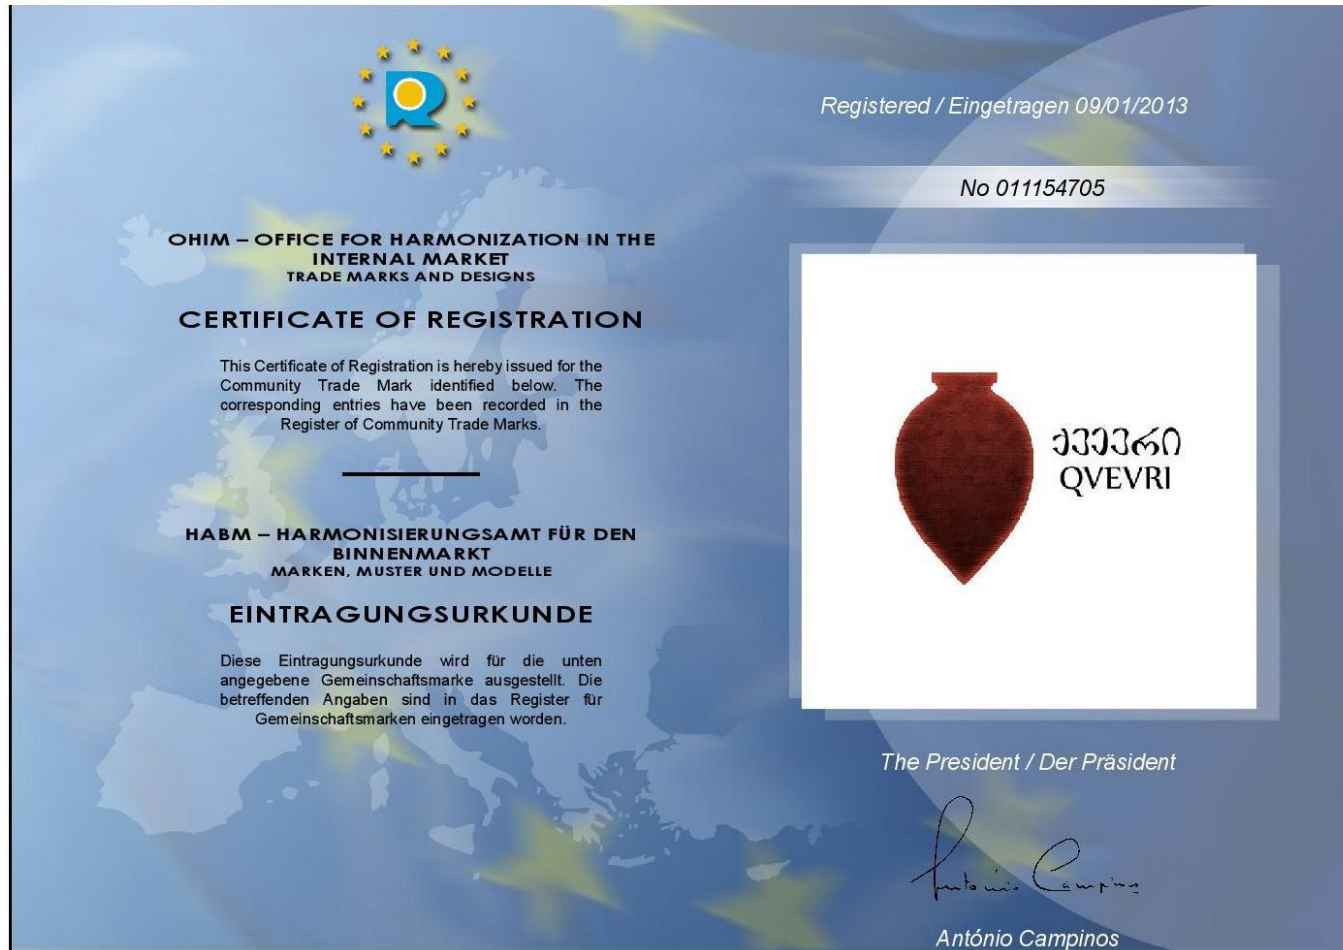 OHIM – OFFICE FOR HARMONIZATION IN THE
INTERNAL MARKET
TRADE MARKS AND DESIGNS
CERTIFICATE OF REGISTRATION
This Certificate of Registration is hereby issued for the
Community Trade Mark identified below. The
corresponding entries have been recorded in the
Register of Community Trade Marks.
HABM – HARMONISIERUNGSAMT FÜR DEN
BINNENMARKT
MARKEN, MUSTER UND MODELLE
EINTRAGUNGSURKUNDE
Diese Eintragungsurkunde wird für die unten
angegebene Gemeinschaftsmarke ausgestellt. Die
betreffenden Angaben sind in das Register für
Gemeinschaftsmarken eingetragen worden.
Registered / Eingetragen 09/01/2013
No 011154705
ქვევრი
QVEVRI
The President / Der Präsident
António Campinos
António Campinos